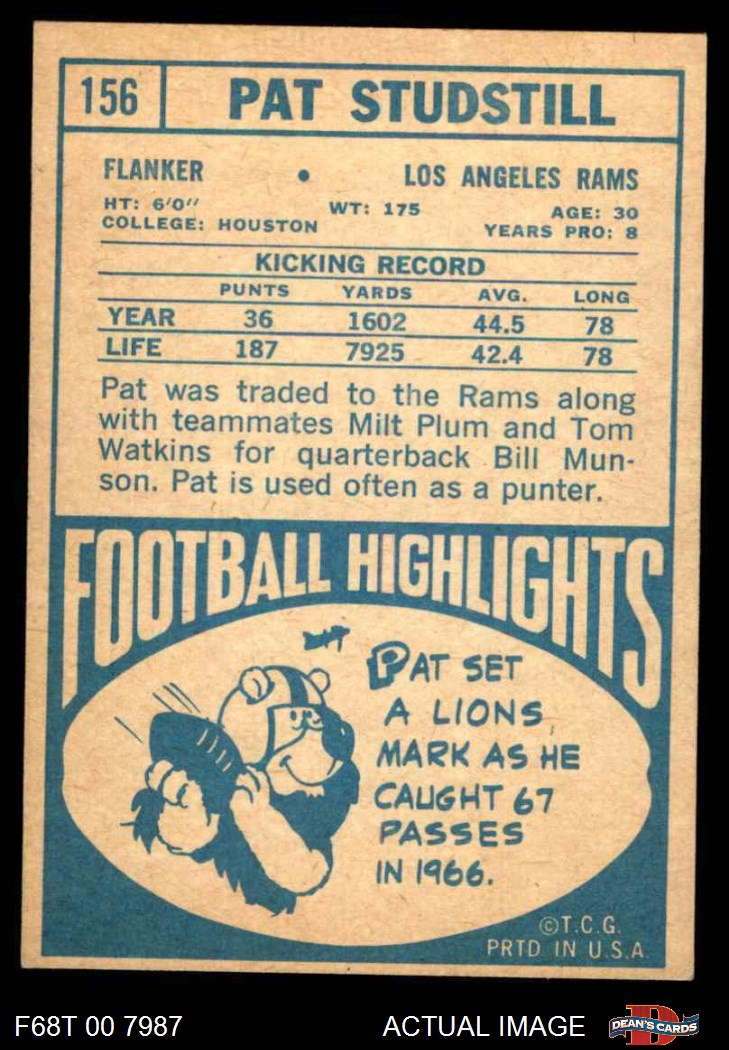 156 PAT STUDSTILL
FLANKER • LOS ANGELES RAMS
HT: 6'0" WT: 175 AGE: 30
COLLEGE: HOUSTON YEARS PRO: 8
KICKING RECORD
PUNTS YARDS AVG. LONG
YEAR 36 1602 44.5 78
LIFE 187 7925 42.4 78
Pat was traded to the Rams along
with teammates Milt Plum and Tom
Watkins for quarterback Bill Mun-
son. Pat is used often as a punter.
FOOTBALL HIGHLIGHTS
PAT SET
A LIONS
MARK AS HE
CAUGHT 67
PASSES
IN 1966.
©T.C.G.
PRTD IN U.S.A.
F68T 00 7987 ACTUAL IMAGE DEAN'S CARDS